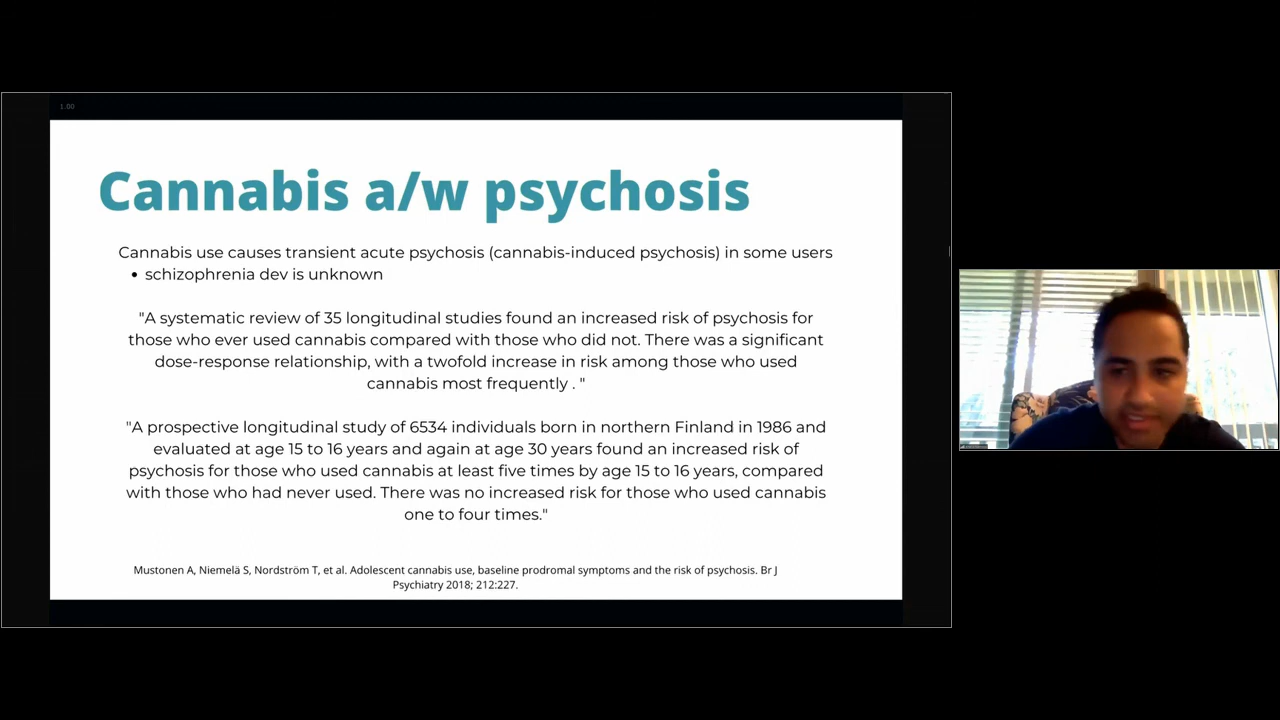 1:00
Cannabis a/w psychosis
Cannabis use causes transient acute psychosis (cannabis-induced psychosis) in some users
• schizophrenia dev is unknown
"A systematic review of 35 longitudinal studies found an increased risk of psychosis for
those who ever used cannabis compared with those who did not. There was a significant
dose-response relationship, with a twofold increase in risk among those who used
cannabis most frequently . "
"A prospective longitudinal study of 6534 individuals born in northern Finland in 1986 and
evaluated at age 15 to 16 years and again at age 30 years found an increased risk of
psychosis for those who used cannabis at least five times by age 15 to 16 years, compared
with those who had never used. There was no increased risk for those who used cannabis
one to four times."
Mustonen A, Niemelä S, Nordström T, et al. Adolescent cannabis use, baseline prodromal symptoms and the risk of psychosis. Br J
Psychiatry 2018; 212:227.